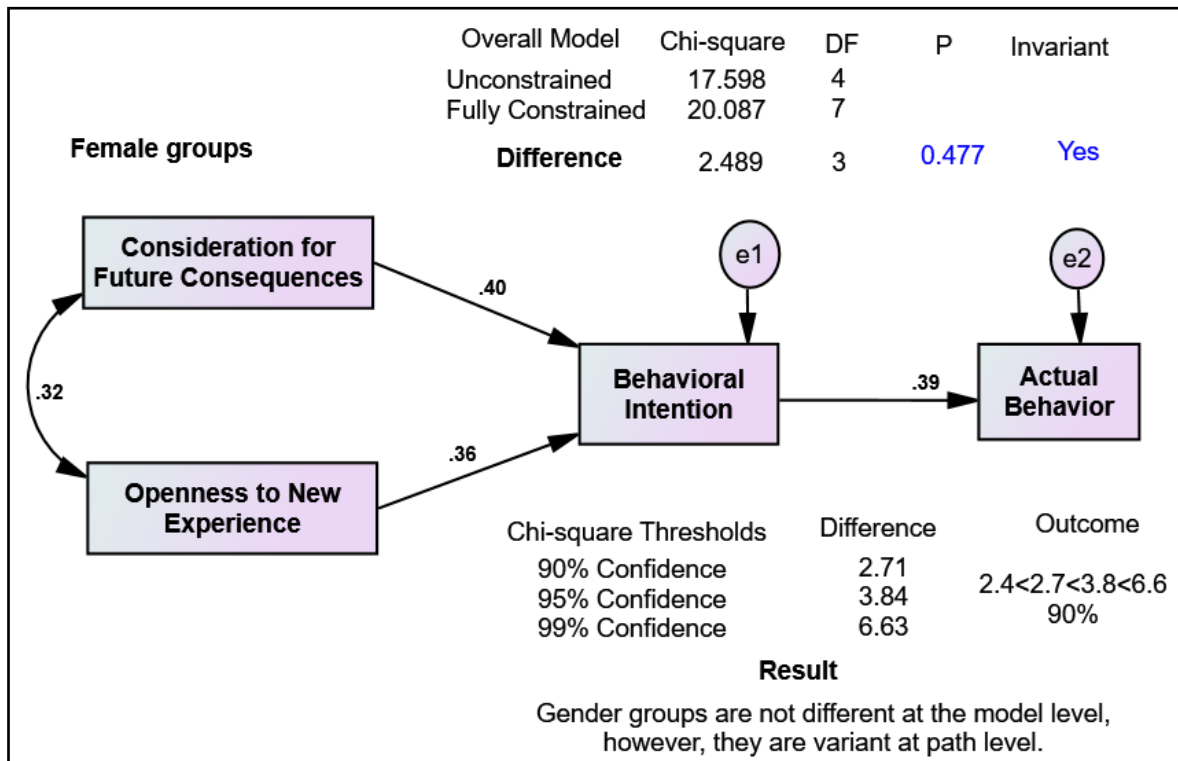 Overall Model Chi-square DF P Invariant
Unconstrained 17.598 4
Fully Constrained 20.087 7
Female groups
Difference 2.489 3 0.477 Yes
Consideration for
Future Consequences
e1
e2
.40
.32
Behavioral
Intention
.39
Actual
Behavior
.36
Openness to New
Experience
Chi-square Thresholds Difference Outcome
90% Confidence 2.71
95% Confidence 3.84
99% Confidence 6.63
2.4<2.7<3.8<6.6
90%
Result
Gender groups are not different at the model level,
however, they are variant at path level.